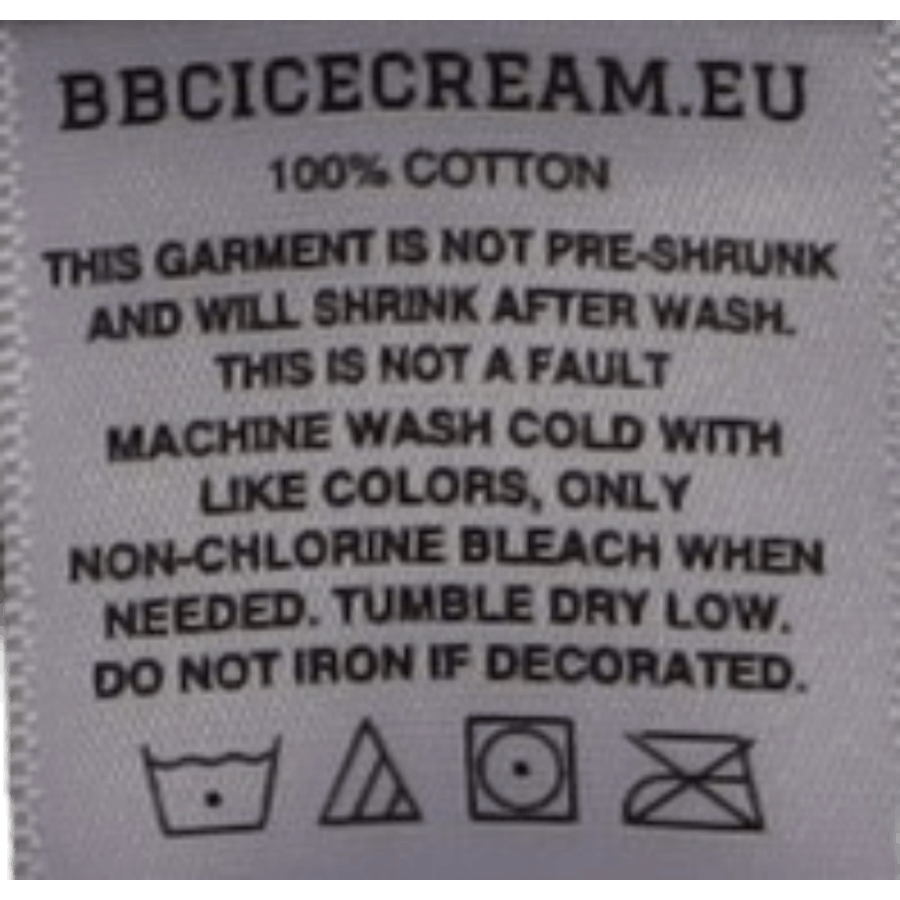 BBCICECREAM.EU
100% COTTON
THIS GARMENT IS NOT PRE-SHRUNK
AND WILL SHRINK AFTER WASH.
THIS IS NOT A FAULT
MACHINE WASH COLD WITH
LIKE COLORS, ONLY
NON-CHLORINE BLEACH WHEN
NEEDED. TUMBLE DRY LOW.
DO NOT IRON IF DECORATED.